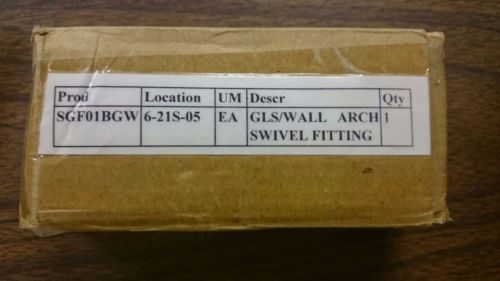 Prod Location UM Descr Qty
SGF01BGW 6-21S-05 EA GLS/WALL ARCH 1
SWIVEL FITTING